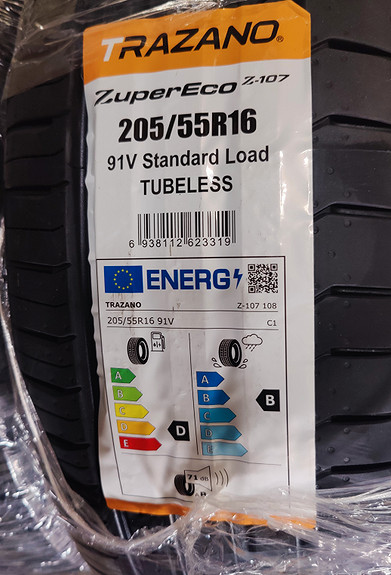 TRAZANO®
ZuperEco Z-107
205/55R16
91V Standard Load
TUBELESS
6 938112 623319
ENERG
TRAZANO Z-107 108
205/55R16 91V C1
A A
B B B
C C
D D D
E E
71 dB